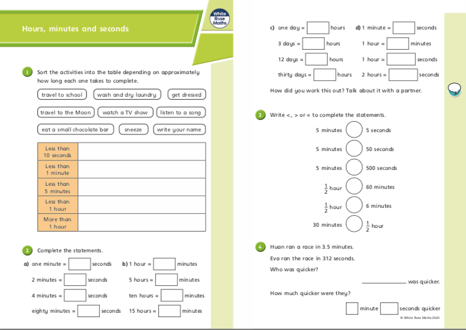 Hours, minutes and seconds
White
Rose
Maths
1 Sort the activities into the table depending on approximately
how long each one takes to complete.
travel to school wash and dry laundry get dressed
travel to the Moon watch a TV show listen to a song
eat a small chocolate bar sneeze write your name
Less than
10 seconds
Less than
1 minute
Less than
5 minutes
Less than
1 hour
More than
1 hour
2 Complete the statements.
a) one minute = seconds b) 1 hour = minutes
2 minutes = seconds 5 hours = minutes
4 minutes = seconds ten hours = minutes
eighty minutes = seconds 15 hours = minutes
c) one day = hours d) 1 minute = seconds
3 days = hours 1 hour = minutes
12 days = hours 1 hour = seconds
thirty days = hours 2 hours = seconds
How did you work this out? Talk about it with a partner.
3 Write <, > or = to complete the statements.
5 minutes 5 seconds
5 minutes 50 seconds
5 minutes 500 seconds
1/2 hour 60 minutes
1/2 hour 6 minutes
30 minutes 1/2 hour
4 Huan ran a race in 3.5 minutes.
Eva ran the race in 312 seconds.
Who was quicker?
was quicker.
How much quicker were they?
minute seconds quicker
© White Rose Maths 2020